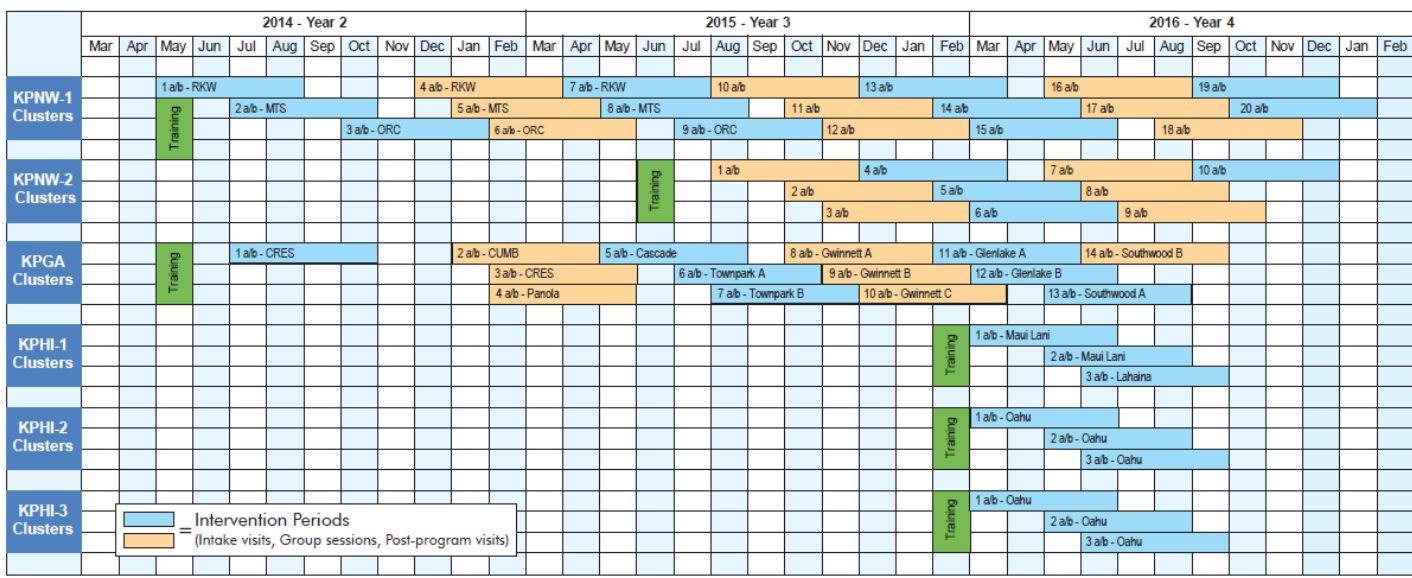 2014 - Year 2 2015 - Year 3 2016 - Year 4
Mar Apr May Jun Jul Aug Sep Oct Nov Dec Jan Feb Mar Apr May Jun Jul Aug Sep Oct Nov Dec Jan Feb Mar Apr May Jun Jul Aug Sep Oct Nov Dec Jan Feb
KPNW-1
Clusters
Training
1 a/b - RKW 4 a/b - RKW 7 a/b - RKW 10 a/b 13 a/b 16 a/b 19 a/b
2 a/b - MTS 5 a/b - MTS 8 a/b - MTS 11 a/b 14 a/b 17 a/b 20 a/b
3 a/b - ORC 6 a/b - ORC 9 a/b - ORC 12 a/b 15 a/b 18 a/b
KPNW-2
Clusters
Training
1 a/b 4 a/b 7 a/b 10 a/b
2 a/b 5 a/b 8 a/b
3 a/b 6 a/b 9 a/b
KPGA
Clusters
Training
1 a/b - CRES 2 a/b - CUMB 5 a/b - Cascade 8 a/b - Gwinnett A 11 a/b - Glenlake A 14 a/b - Southwood B
3 a/b - CRES 6 a/b - Townpark A 9 a/b - Gwinnett B 12 a/b - Glenlake B
4 a/b - Panola 7 a/b - Townpark B 10 a/b - Gwinnett C 13 a/b - Southwood A
KPHI-1
Clusters
Training
1 a/b - Maui Lani
2 a/b - Maui Lani
3 a/b - Lahaina
KPHI-2
Clusters
Training
1 a/b - Oahu
2 a/b - Oahu
3 a/b - Oahu
KPHI-3
Clusters
Training
1 a/b - Oahu
2 a/b - Oahu
3 a/b - Oahu
= Intervention Periods
(Intake visits, Group sessions, Post-program visits)